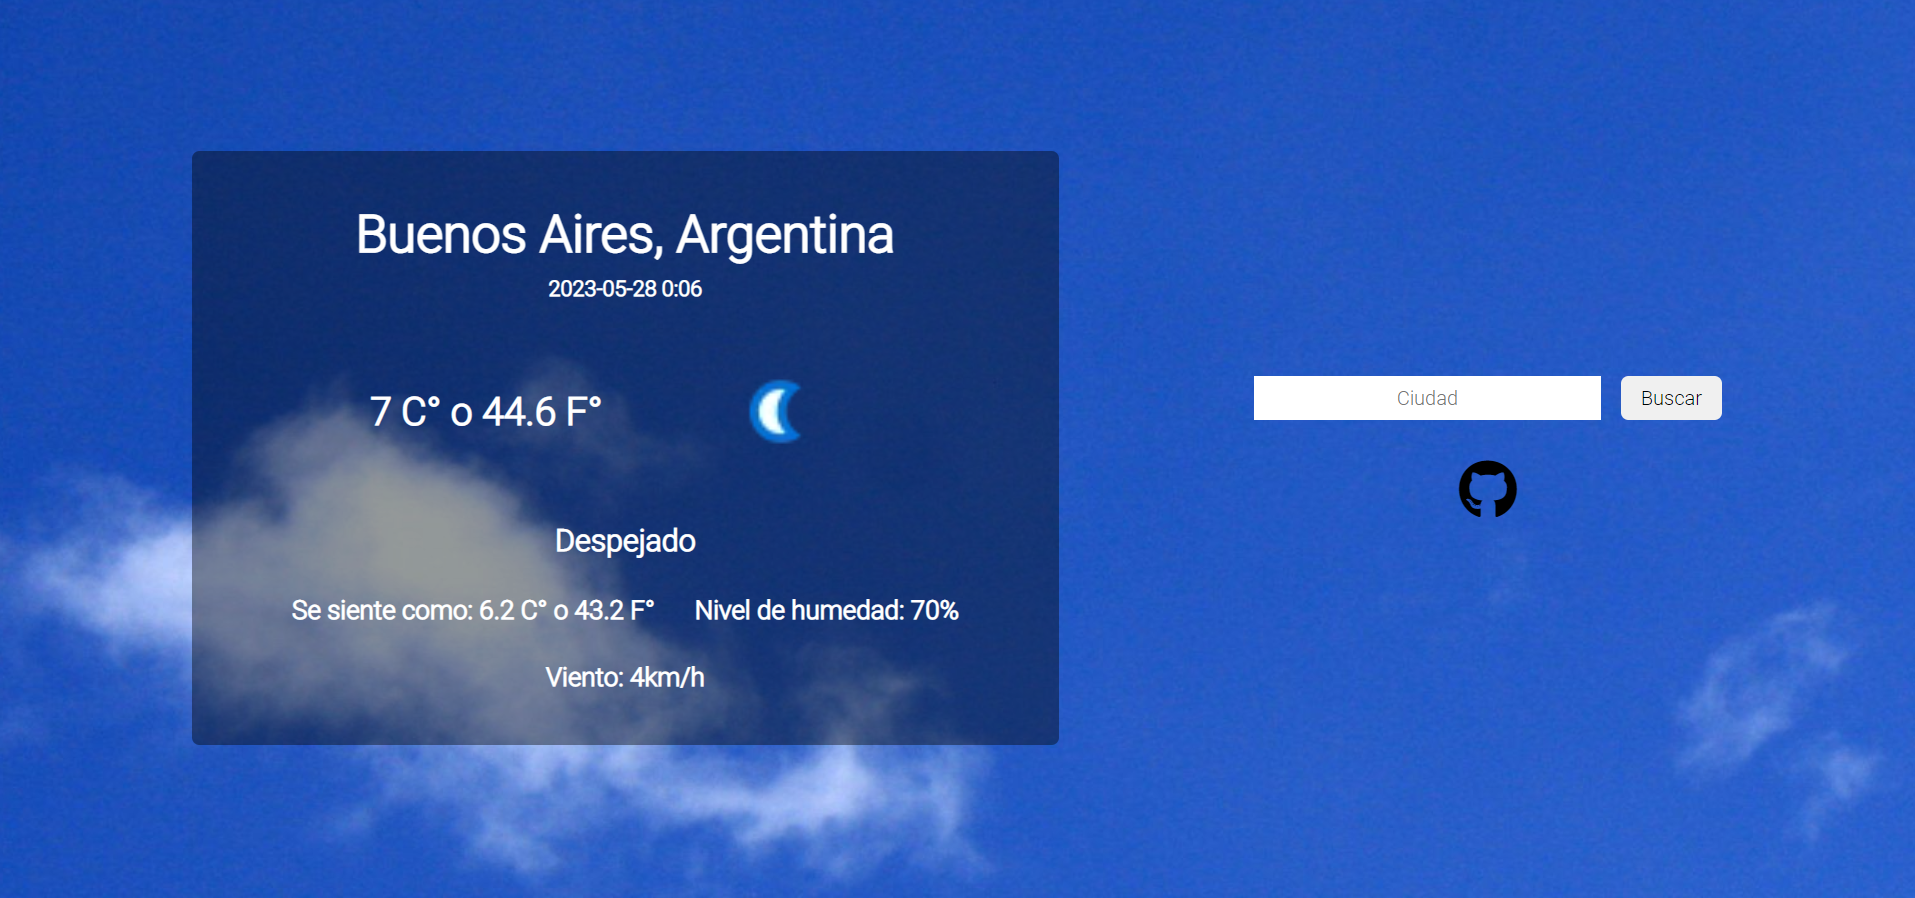 Buenos Aires, Argentina
2023-05-28 0:06
7 C° o 44.6 F°
Despejado
Se siente como: 6.2 C° o 43.2 F° Nivel de humedad: 70%
Viento: 4km/h
Ciudad Buscar